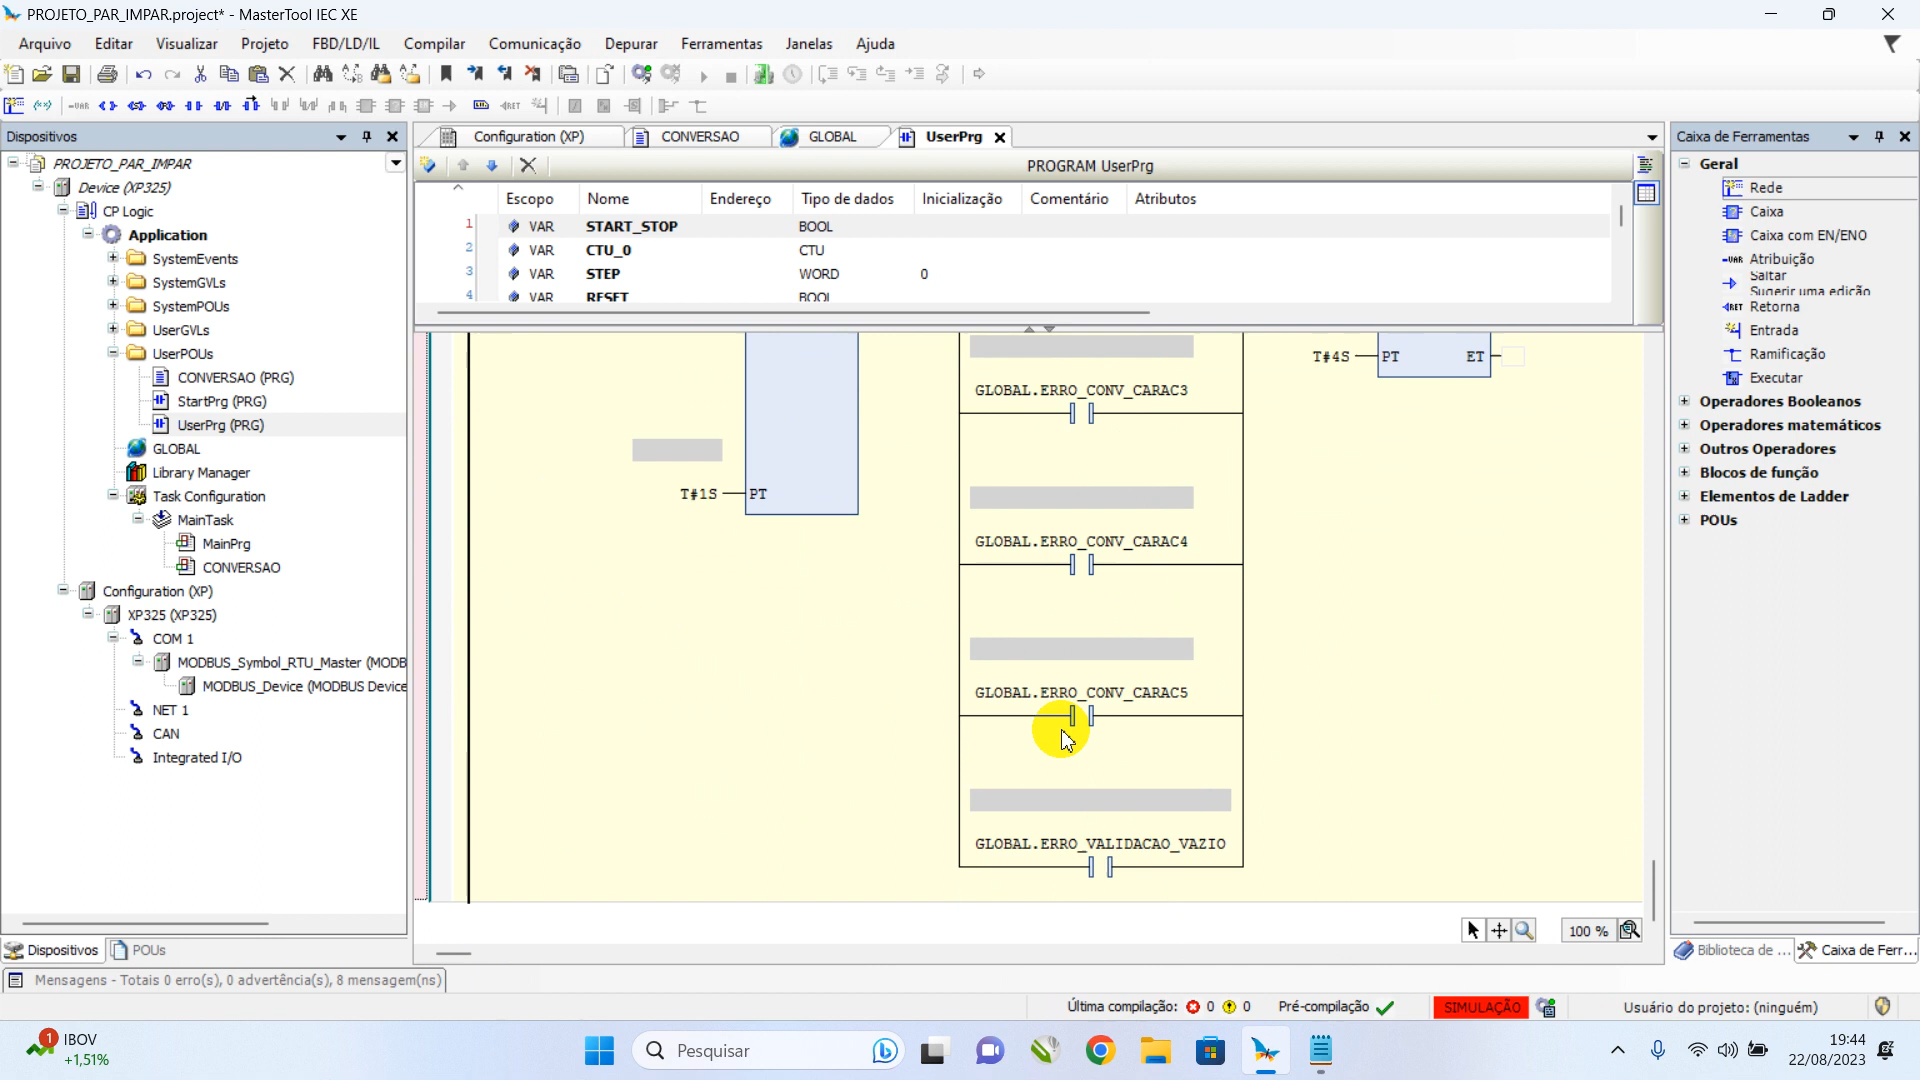 PROJETO_PAR_IMPAR.project* - MasterTool IEC XE
Arquivo Editar Visualizar Projeto FBD/LD/IL Compilar Comunicação Depurar Ferramentas Janelas Ajuda
Dispositivos
PROJETO_PAR_IMPAR
Device (XP325)
CP Logic
Application
SystemEvents
SystemGVLs
SystemPOUs
UserGVLs
UserPOUs
CONVERSAO (PRG)
StartPrg (PRG)
UserPrg (PRG)
GLOBAL
Library Manager
Task Configuration
MainTask
MainPrg
CONVERSAO
Configuration (XP)
XP325 (XP325)
COM 1
MODBUS_Symbol_RTU_Master (MODB
MODBUS_Device (MODBUS Device
NET 1
CAN
Integrated I/O
Dispositivos POUs
Configuration (XP) CONVERSAO GLOBAL UserPrg
PROGRAM UserPrg
Escopo Nome Endereço Tipo de dados Inicialização Comentário Atributos
1 VAR START_STOP BOOL
2 VAR CTU_0 CTU
3 VAR STEP WORD 0
4 VAR RESET BOOL
T#1S PT
GLOBAL.ERRO_CONV_CARAC3
GLOBAL.ERRO_CONV_CARAC4
GLOBAL.ERRO_CONV_CARAC5
GLOBAL.ERRO_VALIDACAO_VAZIO
T#4S PT ET
100 %
Caixa de Ferramentas
Geral
Rede
Caixa
Caixa com EN/ENO
Atribuição
Saltar
Sugerir uma edição
Retorna
Entrada
Ramificação
Executar
Operadores Booleanos
Operadores matemáticos
Outros Operadores
Blocos de função
Elementos de Ladder
POUs
Biblioteca de ... Caixa de Ferr...
Mensagens - Totais 0 erro(s), 0 advertência(s), 8 mensagem(ns)
Última compilação: 0 0 Pré-compilação SIMULAÇÃO Usuário do projeto: (ninguém)
1 IBOV
+1,51%
Pesquisar
19:44
22/08/2023